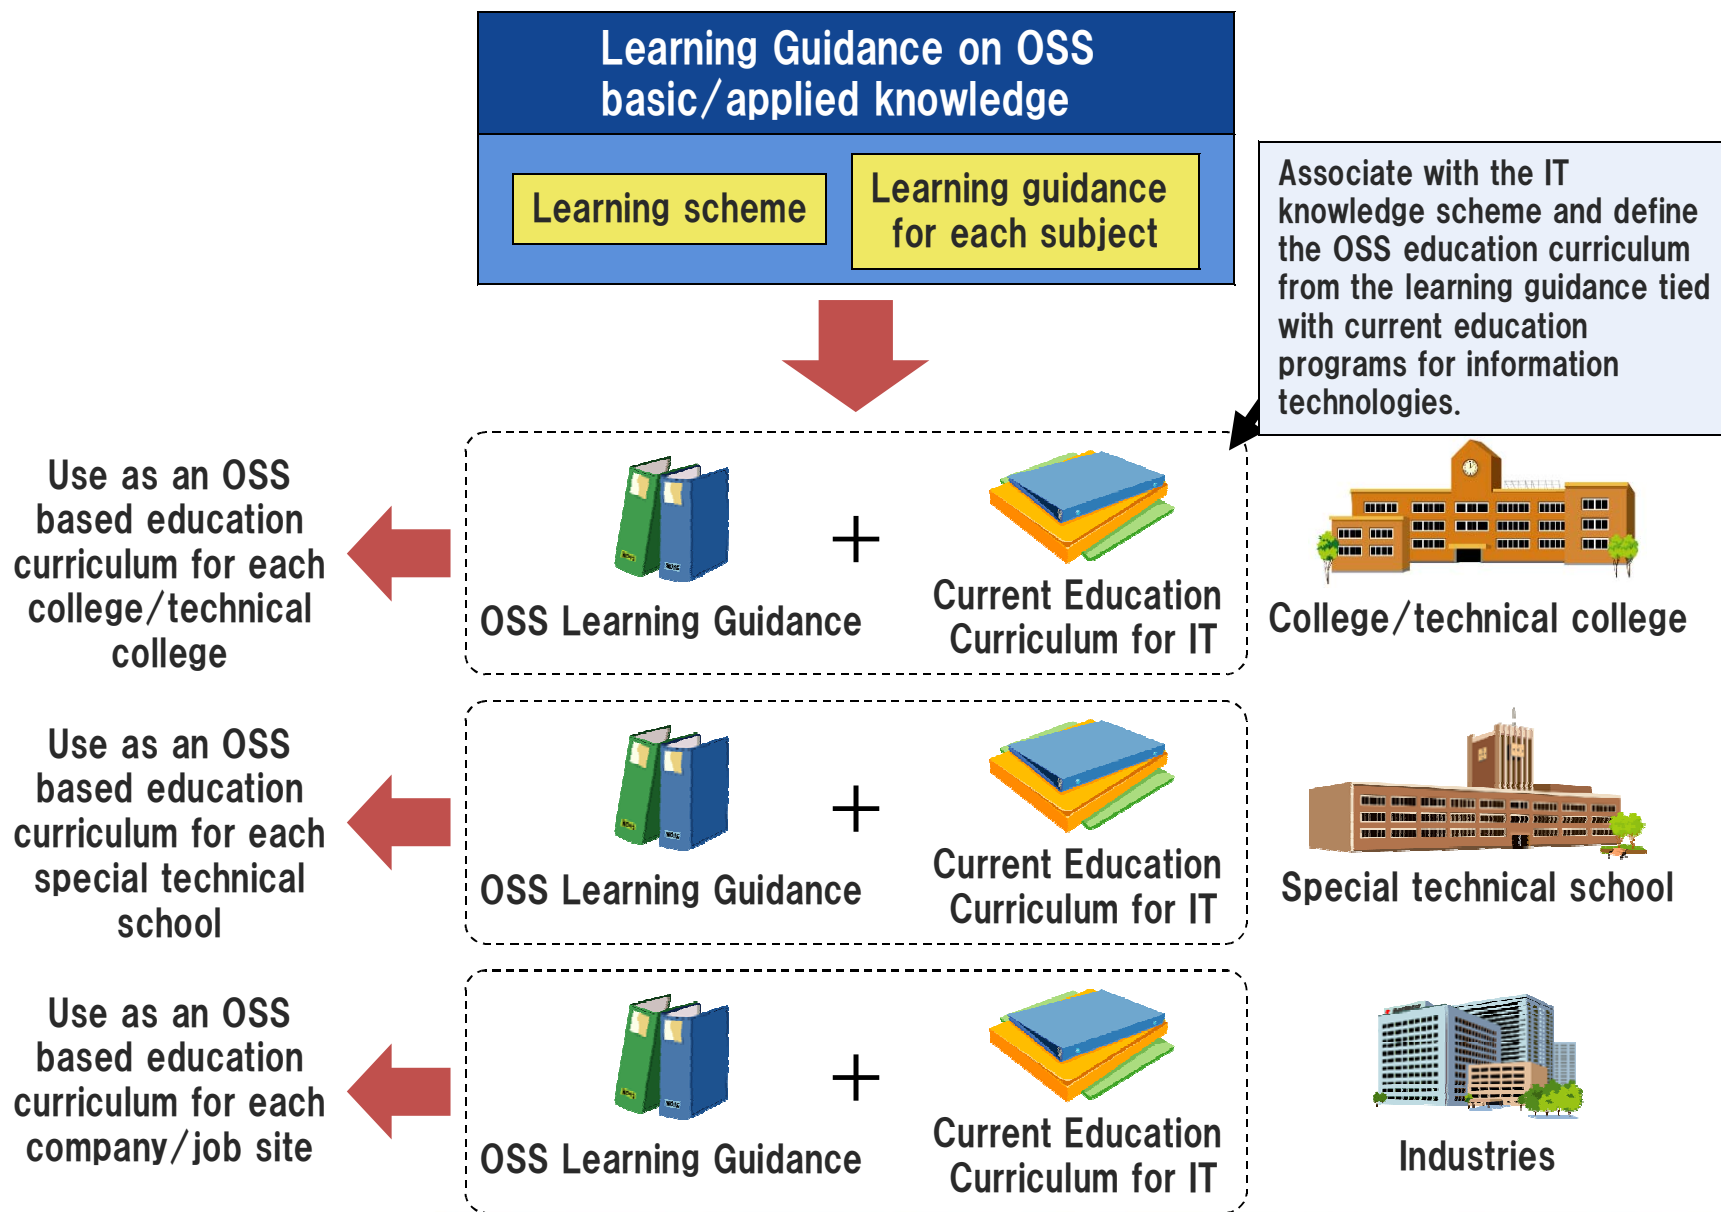 Learning Guidance on OSS
basic/applied knowledge
Learning scheme
Learning guidance
for each subject
Associate with the IT
knowledge scheme and define
the OSS education curriculum
from the learning guidance tied
with current education
programs for information
technologies.
Use as an OSS
based education
curriculum for each
college/technical
college
OSS Learning Guidance
+
Current Education
Curriculum for IT
College/technical college
Use as an OSS
based education
curriculum for each
special technical
school
OSS Learning Guidance
+
Current Education
Curriculum for IT
Special technical school
Use as an OSS
based education
curriculum for each
company/job site
OSS Learning Guidance
+
Current Education
Curriculum for IT
Industries